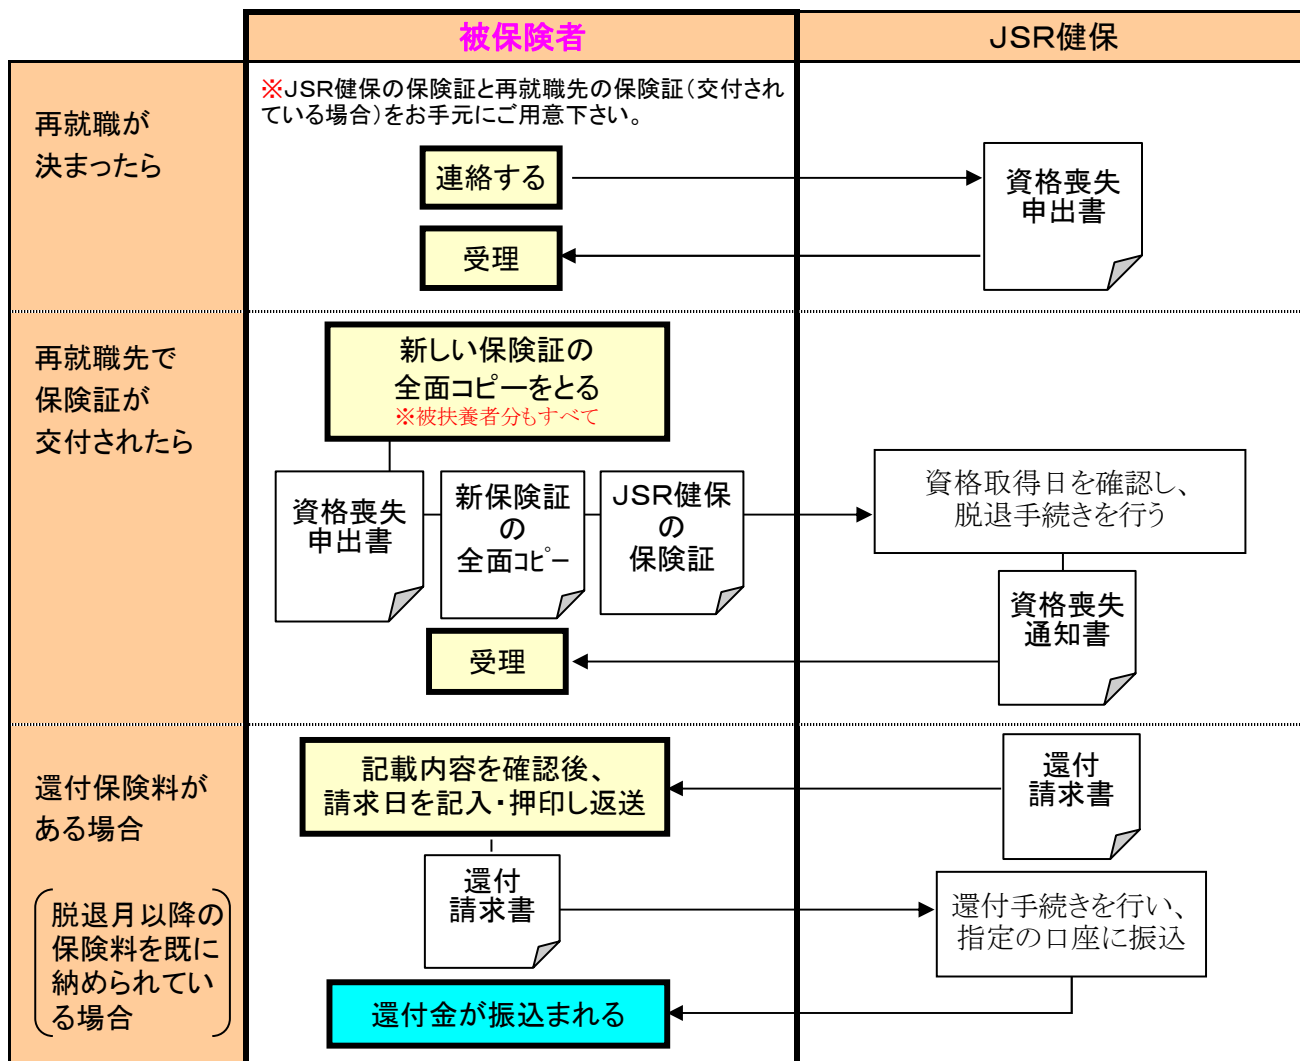 被保険者
JSR健保
再就職が
決まったら
※JSR健保の保険証と再就職先の保険証(交付され
ている場合)をお手元にご用意下さい。
連絡する
資格喪失
申出書
受理
再就職先で
保険証が
交付されたら
新しい保険証の
全面コピーをとる
※被扶養者分もすべて
資格喪失
申出書
新保険証
の
全面コピー
JSR健保
の
保険証
資格取得日を確認し、
脱退手続きを行う
資格喪失
通知書
受理
還付保険料が
ある場合
脱退月以降の
保険料を既に
納められてい
る場合
記載内容を確認後、
請求日を記入・押印し返送
還付
請求書
還付
請求書
還付手続きを行い、
指定の口座に振込
還付金が振込まれる